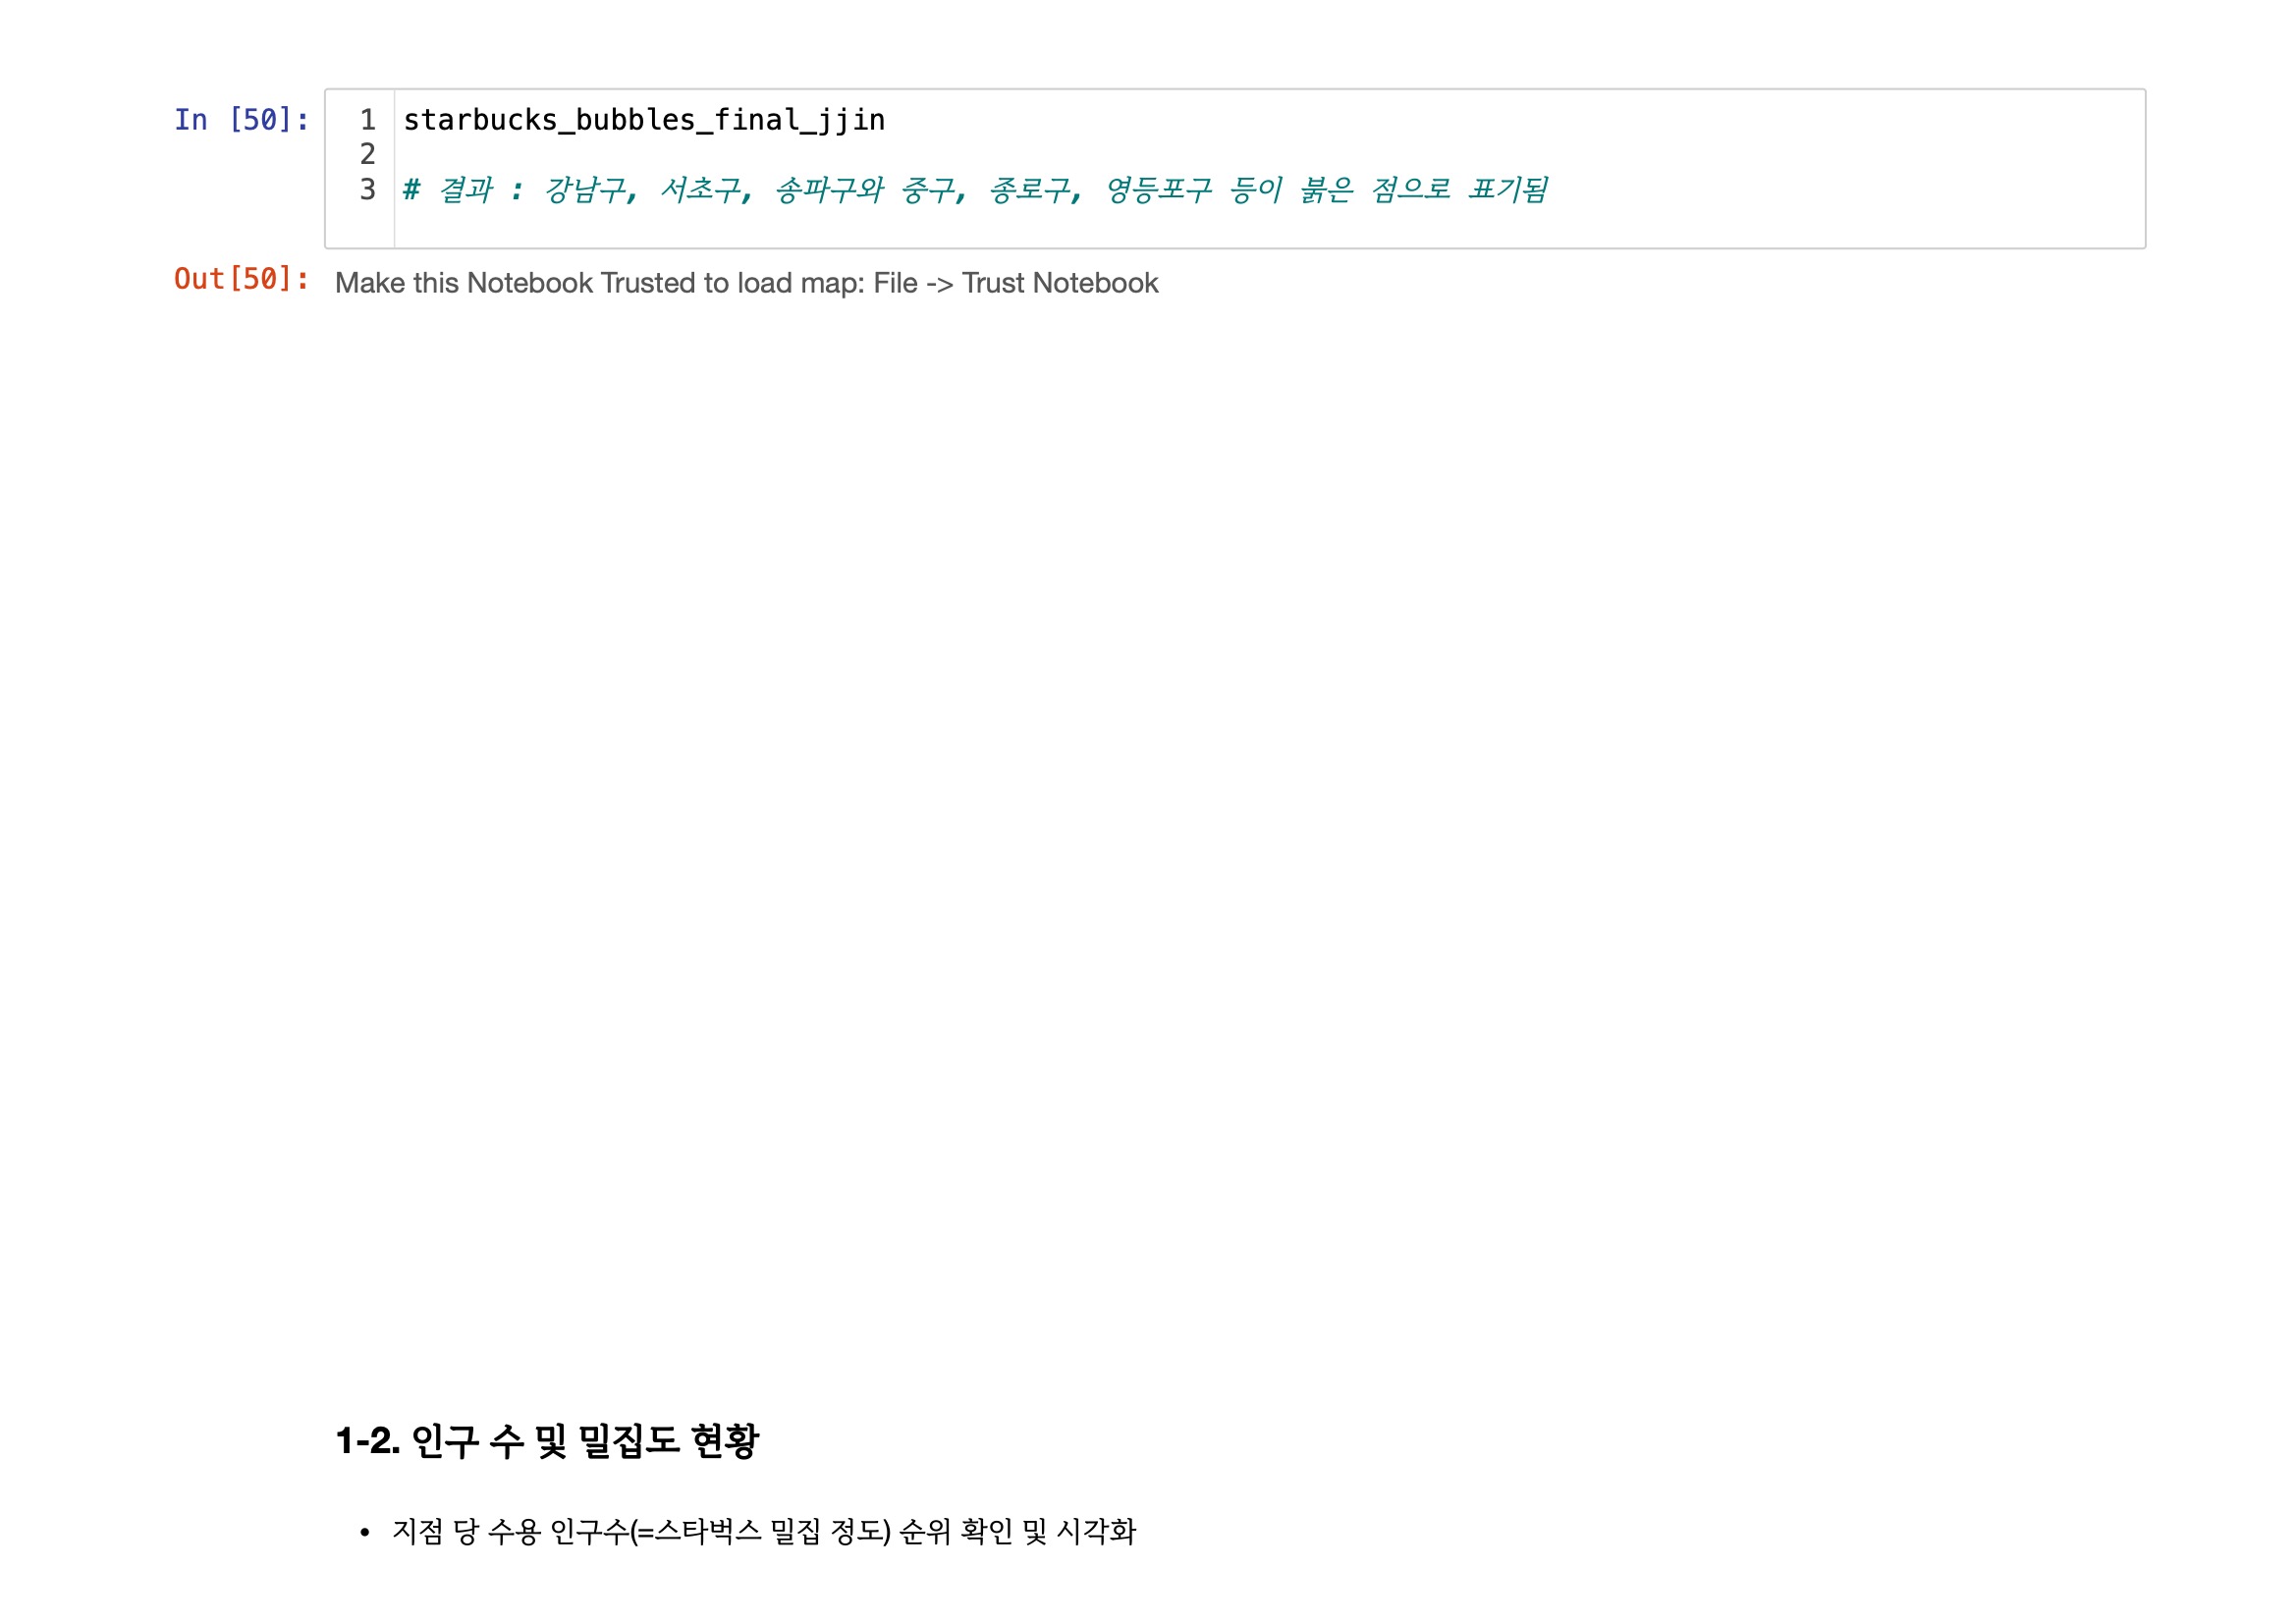 In [50]:
1 starbucks_bubbles_final_jjin
2
3 # 결과 : 강남구, 서초구, 송파구와 중구, 종로구, 영등포구 등이 붉은 점으로 표기됨
Out[50]: Make this Notebook Trusted to load map: File -> Trust Notebook
1-2. 인구 수 및 밀집도 현황
• 지점 당 수용 인구수(=스타벅스 밀집 정도) 순위 확인 및 시각화